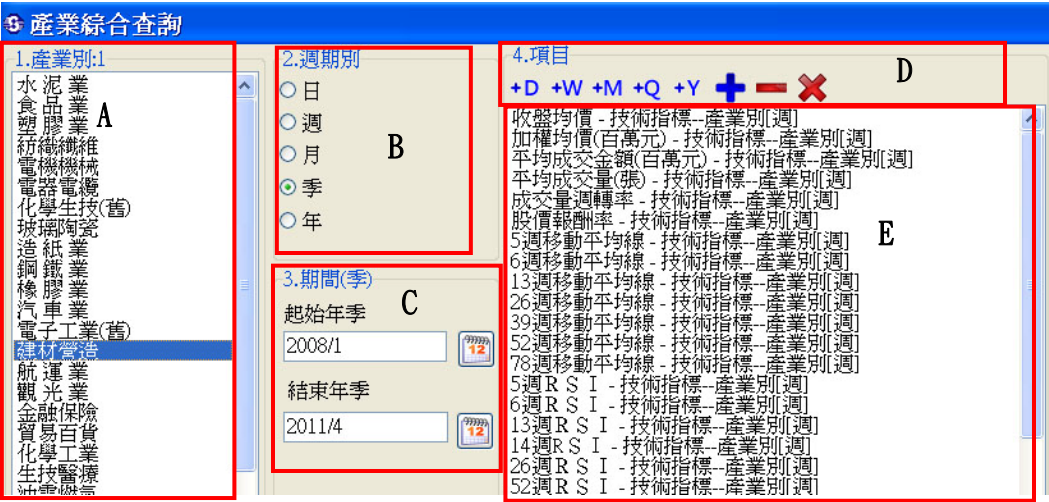 產業綜合查詢
1.產業別:1
水 泥 業
食 品 業
塑 膠 業
紡織纖維
電機機械
電器電纜
化學生技(舊)
玻璃陶瓷
造 紙 業
鋼 鐵 業
橡 膠 業
汽 車 業
電子工業(舊)
建材營造
航 運 業
觀 光 業
金融保險
貿易百貨
化學工業
生技醫療
油電燃氣
A
2.週期別
日
週
月
季
年
B
3.期間(季)
起始年季
2008/1
12
結束年季
2011/4
12
C
4.項目
+D +W +M +Q +Y
D
收盤均價 - 技術指標--產業別[週]
加權均價(百萬元) - 技術指標--產業別[週]
平均成交金額(百萬元) - 技術指標--產業別[週]
平均成交量(張) - 技術指標--產業別[週]
成交量週轉率 - 技術指標--產業別[週]
股價報酬率 - 技術指標--產業別[週]
5週移動平均線 - 技術指標--產業別[週]
6週移動平均線 - 技術指標--產業別[週]
13週移動平均線 - 技術指標--產業別[週]
26週移動平均線 - 技術指標--產業別[週]
39週移動平均線 - 技術指標--產業別[週]
52週移動平均線 - 技術指標--產業別[週]
78週移動平均線 - 技術指標--產業別[週]
5週ＲＳＩ - 技術指標--產業別[週]
6週ＲＳＩ - 技術指標--產業別[週]
13週ＲＳＩ - 技術指標--產業別[週]
14週RＳＩ - 技術指標--產業別[週]
26週ＲＳＩ - 技術指標--產業別[週]
52週ＲＳＩ - 技術指標--產業別[週]
E